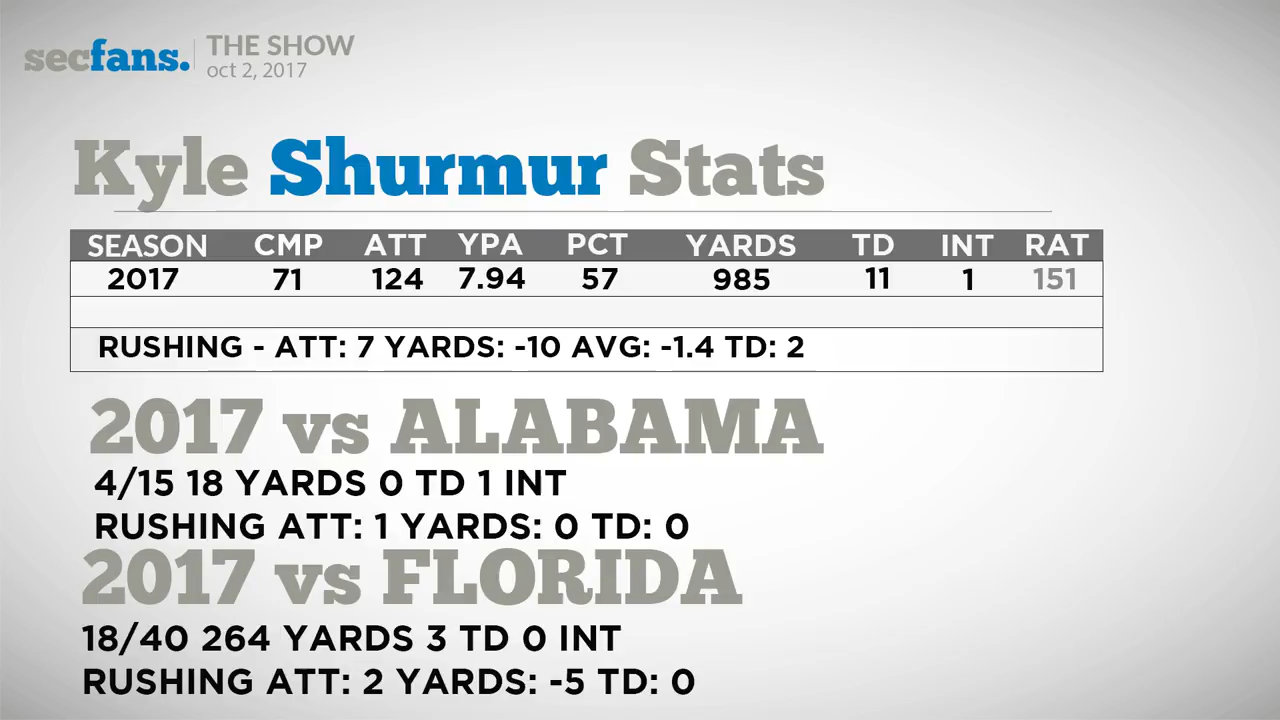 secfans.
THE SHOW
oct 2, 2017
Kyle Shurmur Stats
SEASON CMP ATT YPA PCT YARDS TD INT RAT
2017 71 124 7.94 57 985 11 1 151
RUSHING - ATT: 7 YARDS: -10 AVG: -1.4 TD: 2
2017 vs ALABAMA
4/15 18 YARDS 0 TD 1 INT
RUSHING ATT: 1 YARDS: 0 TD: 0
2017 vs FLORIDA
18/40 264 YARDS 3 TD 0 INT
RUSHING ATT: 2 YARDS: -5 TD: 0